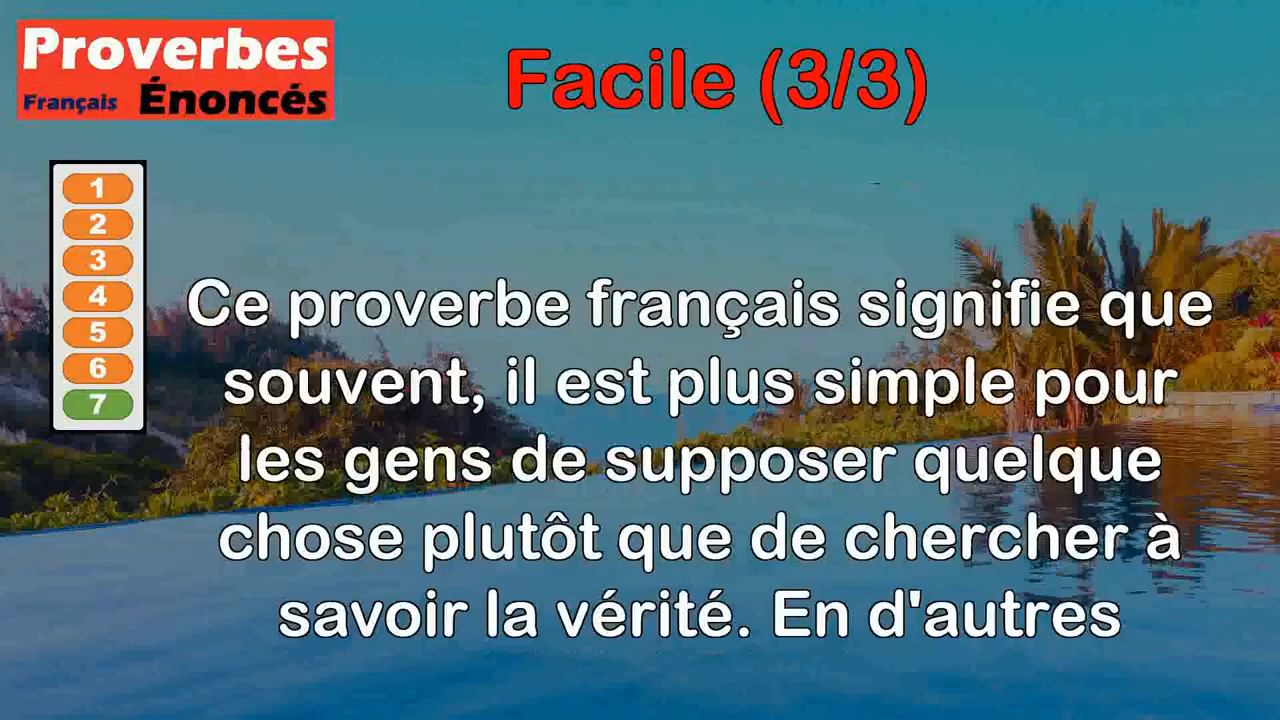 Proverbes
Français Énoncés
Facile (3/3)
1
2
3
4
5
6
7
Ce proverbe français signifie que
souvent, il est plus simple pour
les gens de supposer quelque
chose plutôt que de chercher à
savoir la vérité. En d'autres